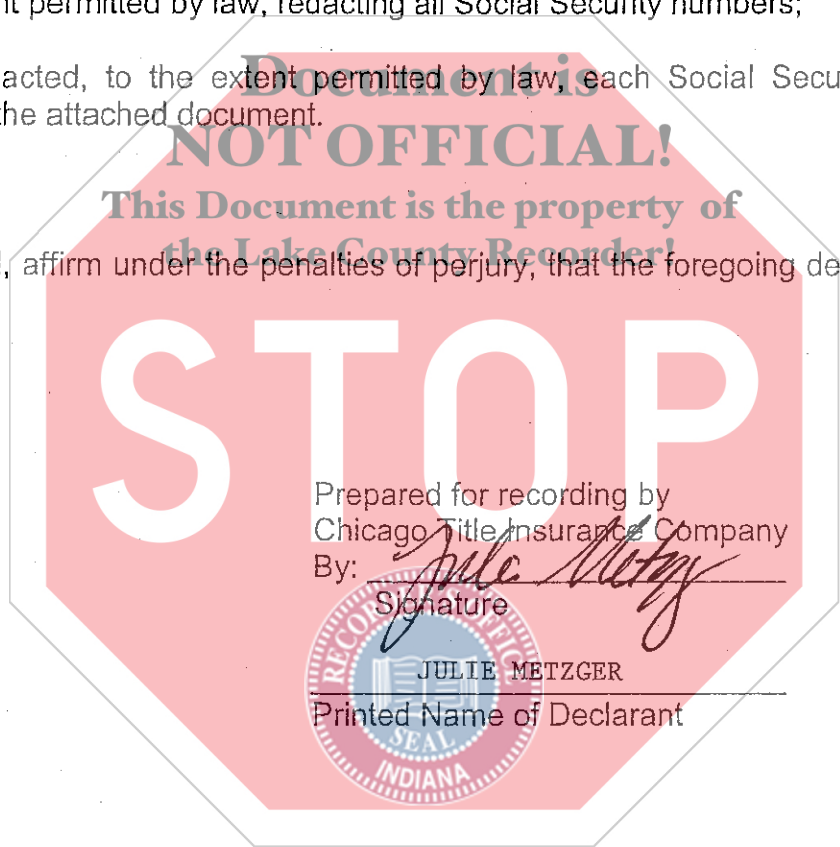 nt permitted by law, redacting all Social Security numbers;
acted, to the extent permitted by law, each Social Secu
the attached document.
Document is
NOT OFFICIAL!
This Document is the property of
the Lake County Recorder!
, affirm under the penalties of perjury, that the foregoing de
STOP
Prepared for recording by
Chicago Title Insurance Company
By: Julie Metzger
Signature
JULIE METZGER
Printed Name of Declarant
RECORDER'S OFFICE
SEAL
INDIANA